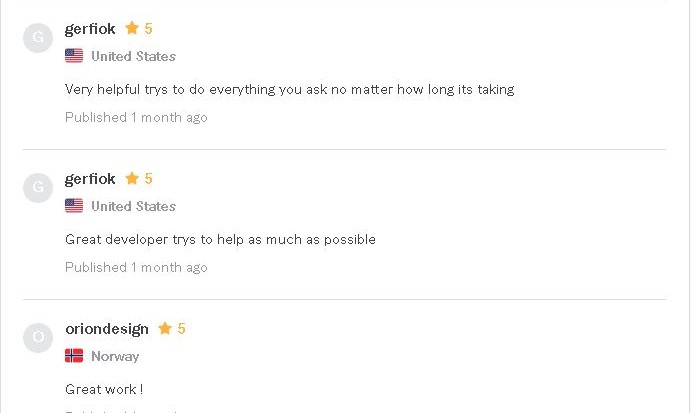 G
gerfiok 5
United States
Very helpful trys to do everything you ask no matter how long its taking
Published 1 month ago
G
gerfiok 5
United States
Great developer trys to help as much as possible
Published 1 month ago
O
oriondesign 5
Norway
Great work !